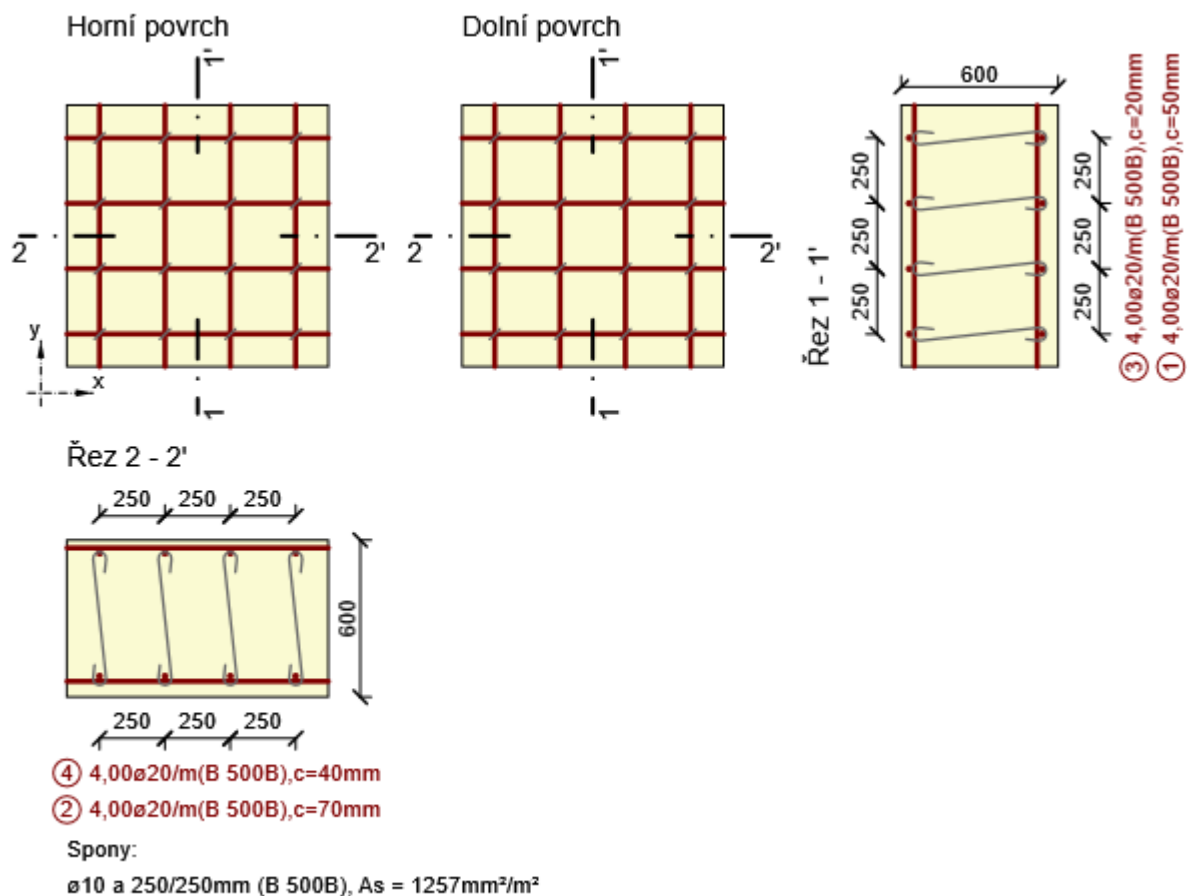 Horní povrch
Dolní povrch
1'
1'
600
2
2'
2
2'
250
250
250
250
250
250
Řez 1 - 1'
③ 4,00ø20/m(B 500B),c=20mm
① 4,00ø20/m(B 500B),c=50mm
y
x
1
1
Řez 2 - 2'
250
250
250
600
250
250
250
④ 4,00ø20/m(B 500B),c=40mm
② 4,00ø20/m(B 500B),c=70mm
Spony:
ø10 a 250/250mm (B 500B), As = 1257mm²/m²